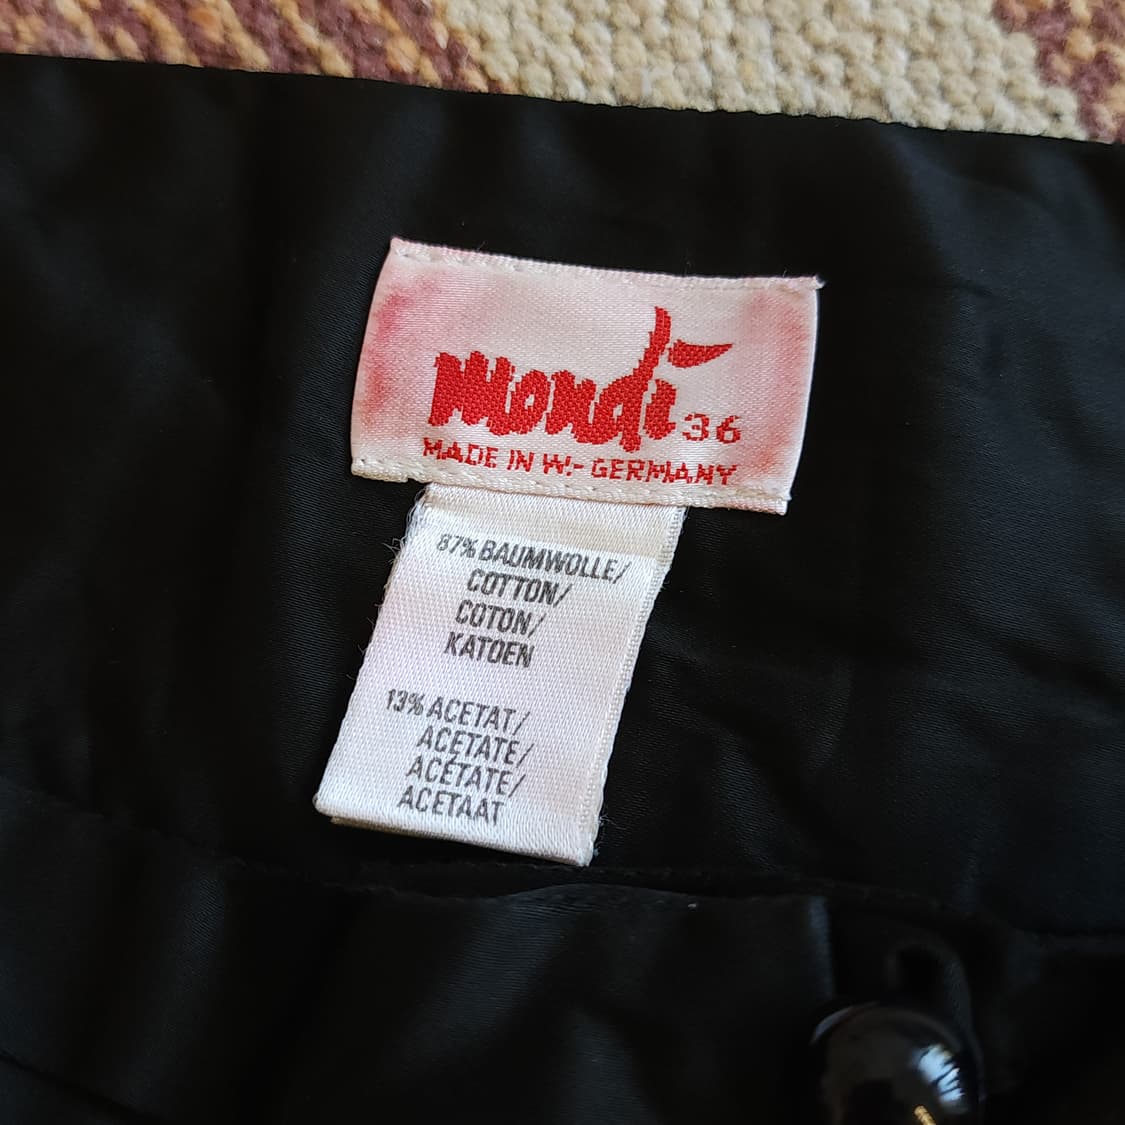 mondi 36
MADE IN W.- GERMANY
87% BAUMWOLLE/
COTTON/
COTON/
KATOEN
13% ACETAT/
ACETATE/
ACÉTATE/
ACETAAT